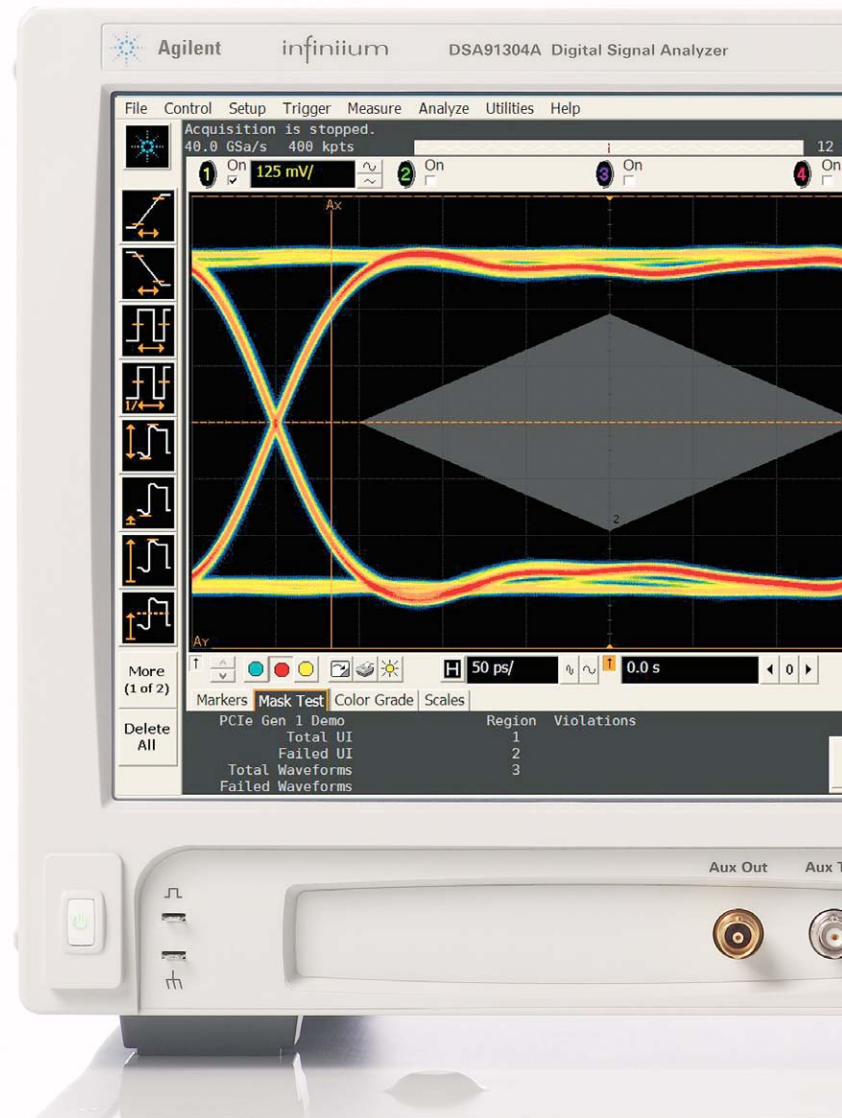 Agilent infiniium DSA91304A Digital Signal Analyzer
File Control Setup Trigger Measure Analyze Utilities Help
Acquisition is stopped.
40.0 GSa/s 400 kpts 12
1 On 125 mV/ 2 On 3 On 4 On
Ax
1/
2
Ay
More
(1 of 2)
H 50 ps/ 0.0 s 0
Markers Mask Test Color Grade Scales
Delete
All
PCIe Gen 1 Demo Region Violations
Total UI 1
Failed UI 2
Total Waveforms 3
Failed Waveforms
Aux Out Aux T